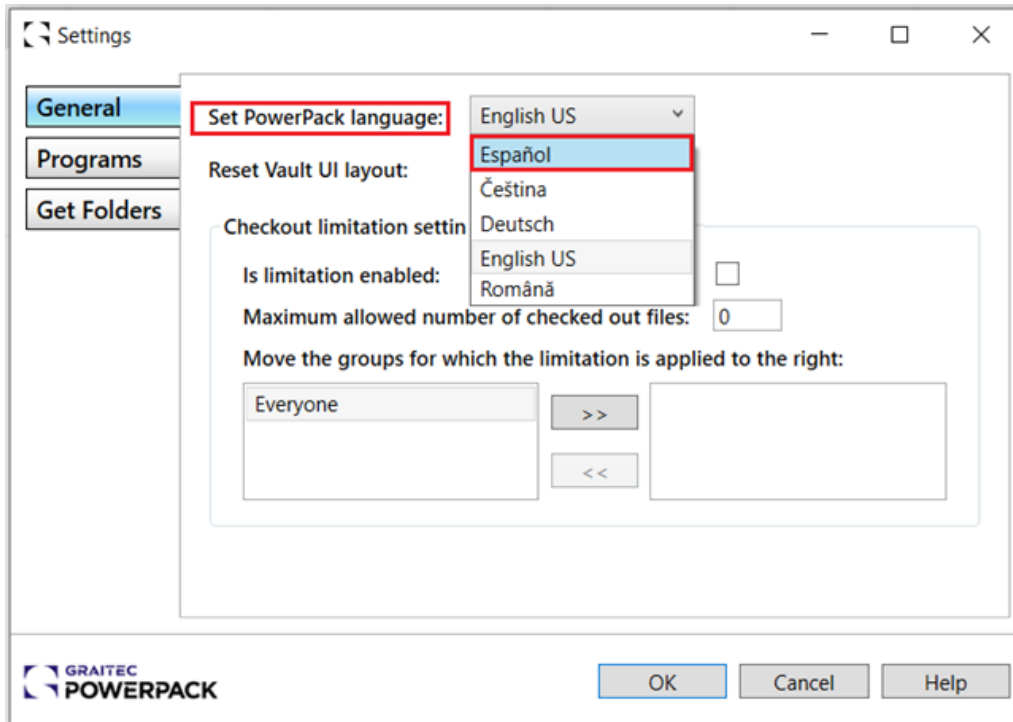 Settings
General
Programs
Get Folders
Set PowerPack language:
English US
Español
Čeština
Deutsch
English US
Română
Reset Vault UI layout:
Checkout limitation settin
Is limitation enabled:
Maximum allowed number of checked out files:
0
Move the groups for which the limitation is applied to the right:
Everyone
>>
<<
GRAITEC
POWERPACK
OK
Cancel
Help